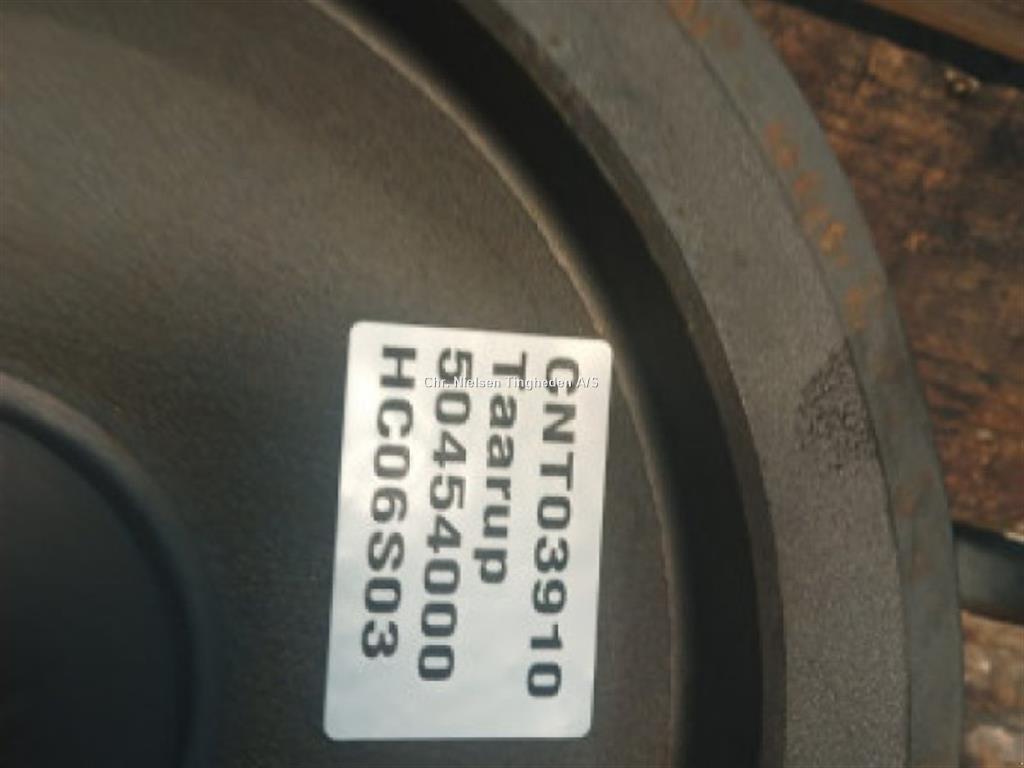 CNT03910
Taarup
50454000
HC06S03
Chr. Nielsen Tingheden A/S